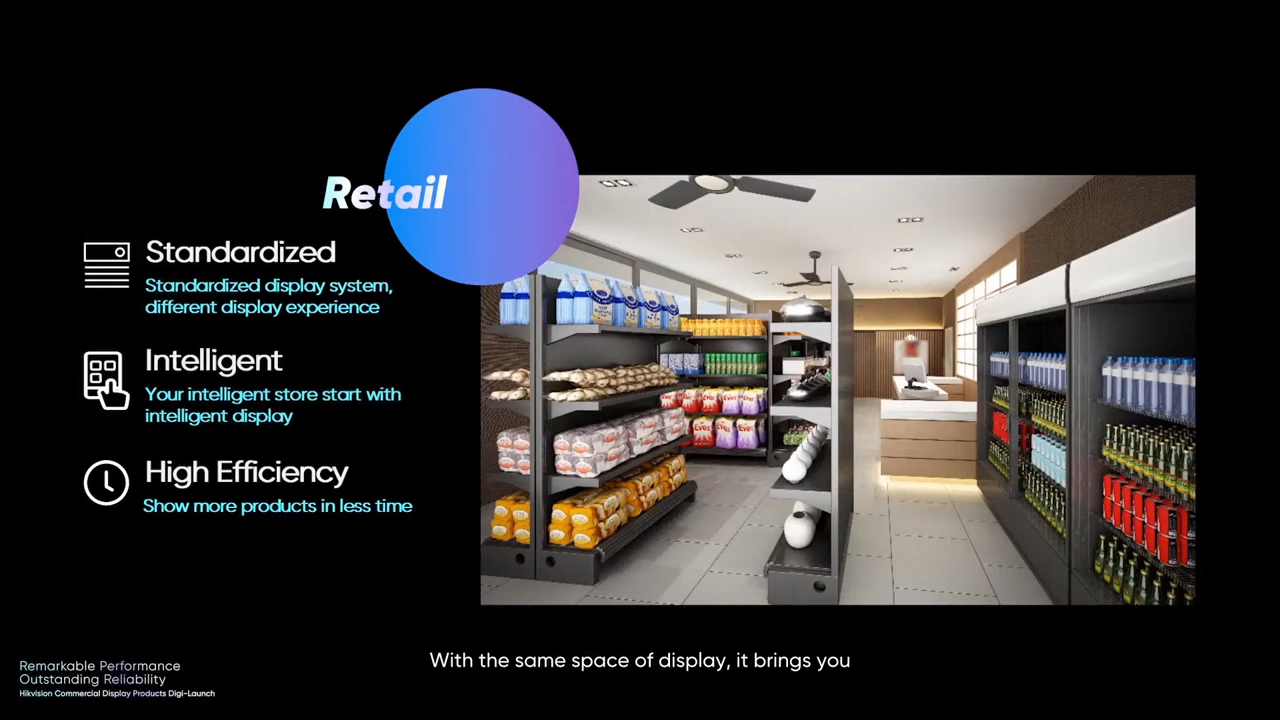 Retail
Standardized
Standardized display system,
different display experience
Intelligent
Your intelligent store start with
intelligent display
High Efficiency
Show more products in less time
Ever
Ever
With the same space of display, it brings you
Remarkable Performance
Outstanding Reliability
Hikvision Commercial Display Products Digi-Launch